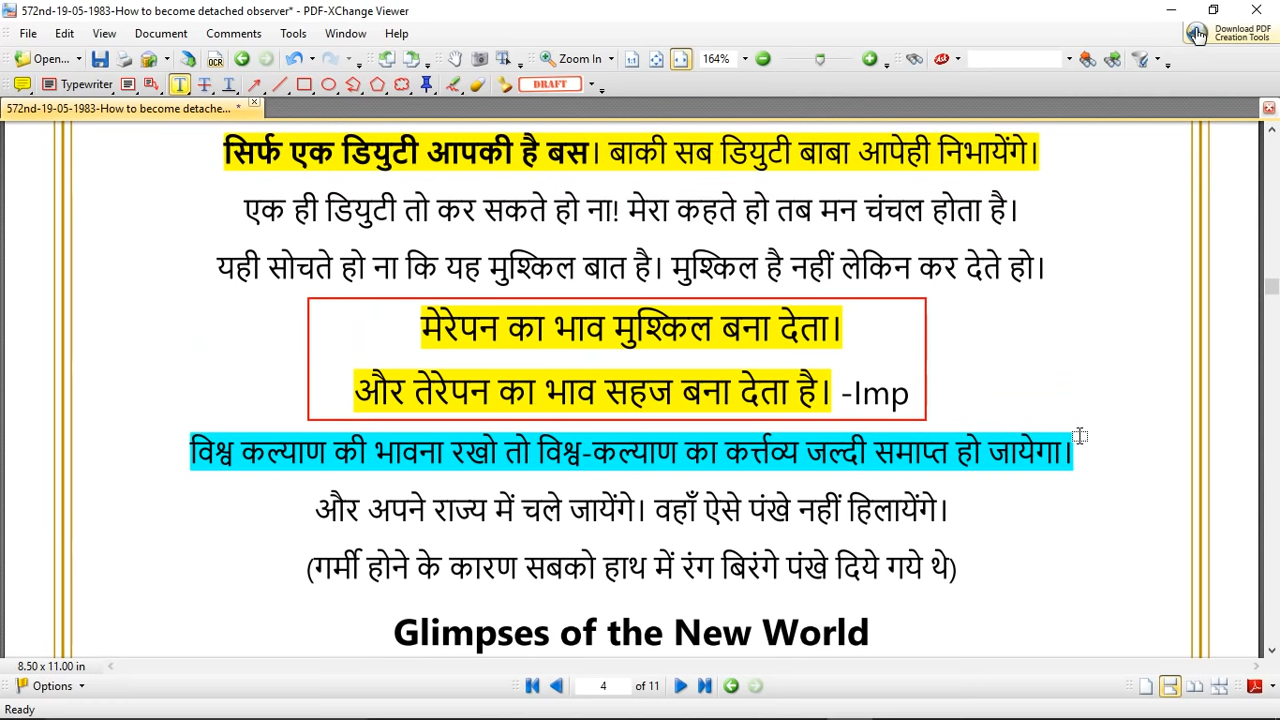 572nd-19-05-1983-How to become detached observer* - PDF-XChange Viewer
File Edit View Document Comments Tools Window Help
Download PDF Creation Tools
Open... OCR Zoom In 1:1 164%
Typewriter T T T DRAFT
572nd-19-05-1983-How to become detache... *
सिर्फ एक डियुटी आपकी है बस। बाकी सब डियुटी बाबा आपेही निभायेंगे।
एक ही डियुटी तो कर सकते हो ना! मेरा कहते हो तब मन चंचल होता है।
यही सोचते हो ना कि यह मुश्किल बात है। मुश्किल है नहीं लेकिन कर देते हो।
मेरेपन का भाव मुश्किल बना देता।
और तेरेपन का भाव सहज बना देता है। -Imp
विश्व कल्याण की भावना रखो तो विश्व-कल्याण का कर्त्तव्य जल्दी समाप्त हो जायेगा।
और अपने राज्य में चले जायेंगे। वहाँ ऐसे पंखे नहीं हिलायेंगे।
(गर्मी होने के कारण सबको हाथ में रंग बिरंगे पंखे दिये गये थे)
Glimpses of the New World
8.50 x 11.00 in
Options 4 of 11
Ready